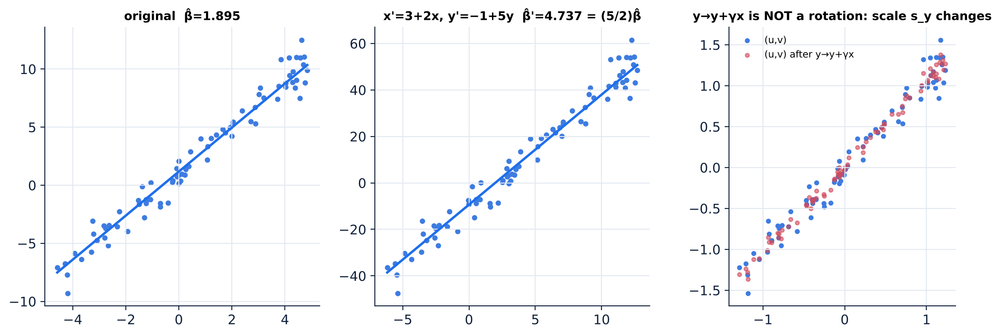 original  β̂=1.895
10
5
0
−5
−10
−4 −2 0 2 4
x'=3+2x, y'=−1+5y  β̂'=4.737 = (5/2)β̂
60
40
20
0
−20
−40
−5 0 5 10
y→y+γx is NOT a rotation: scale s_y changes
(u,v)
(u,v) after y→y+γx
1.5
1.0
0.5
0.0
−0.5
−1.0
−1.5
−1 0 1